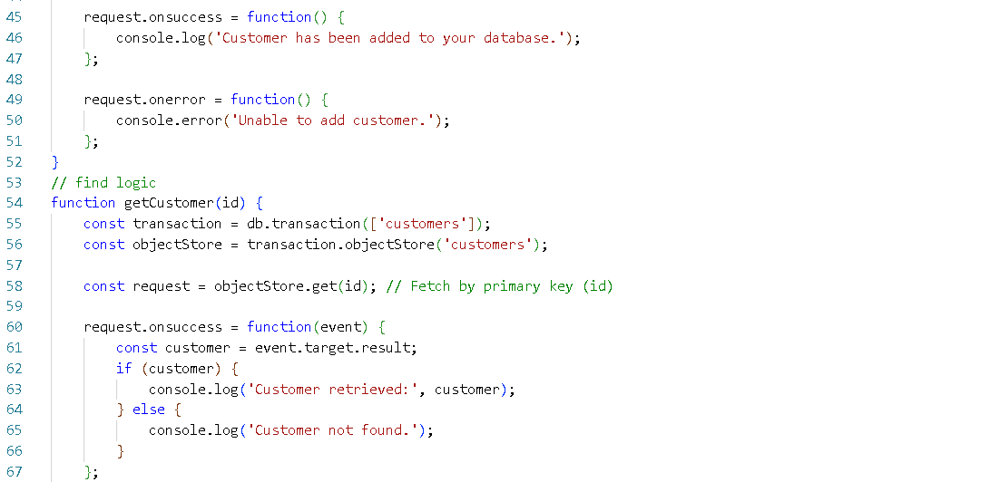 45 request.onsuccess = function() {
46 console.log('Customer has been added to your database.');
47 };
48
49 request.onerror = function() {
50 console.error('Unable to add customer.');
51 };
52 }
53 // find logic
54 function getCustomer(id) {
55 const transaction = db.transaction(['customers']);
56 const objectStore = transaction.objectStore('customers');
57
58 const request = objectStore.get(id); // Fetch by primary key (id)
59
60 request.onsuccess = function(event) {
61 const customer = event.target.result;
62 if (customer) {
63 console.log('Customer retrieved:', customer);
64 } else {
65 console.log('Customer not found.');
66 }
67 };